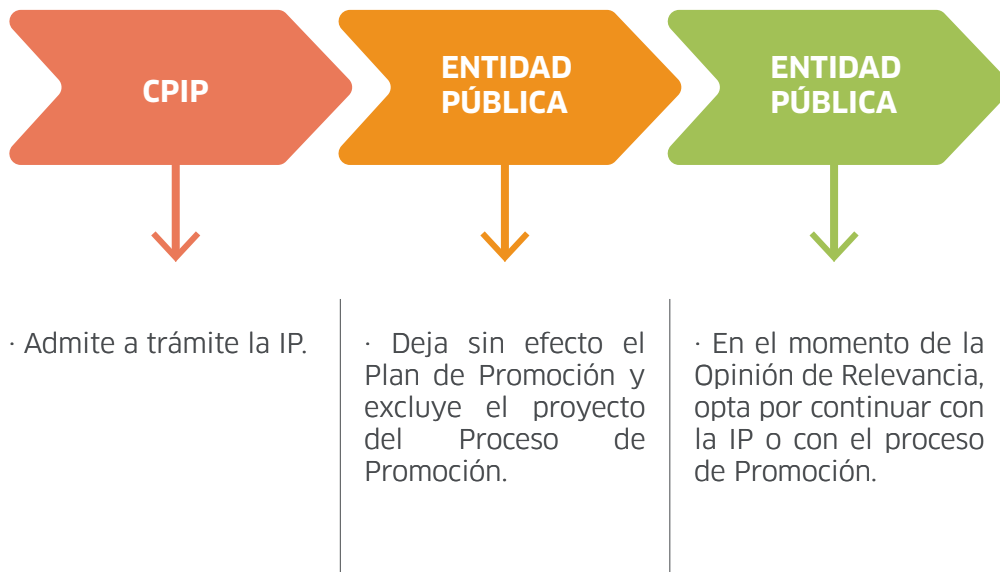 CPIP
ENTIDAD
PÚBLICA
ENTIDAD
PÚBLICA
· Admite a trámite la IP.
· Deja sin efecto el
Plan de Promoción y
excluye el proyecto
del Proceso de
Promoción.
· En el momento de la
Opinión de Relevancia,
opta por continuar con
la IP o con el proceso
de Promoción.